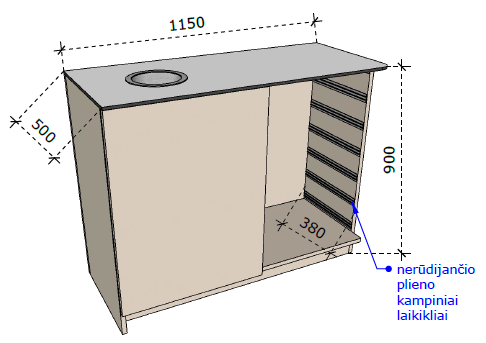 1150
500
900
380
nerūdijančio
plieno
kampiniai
laikikliai